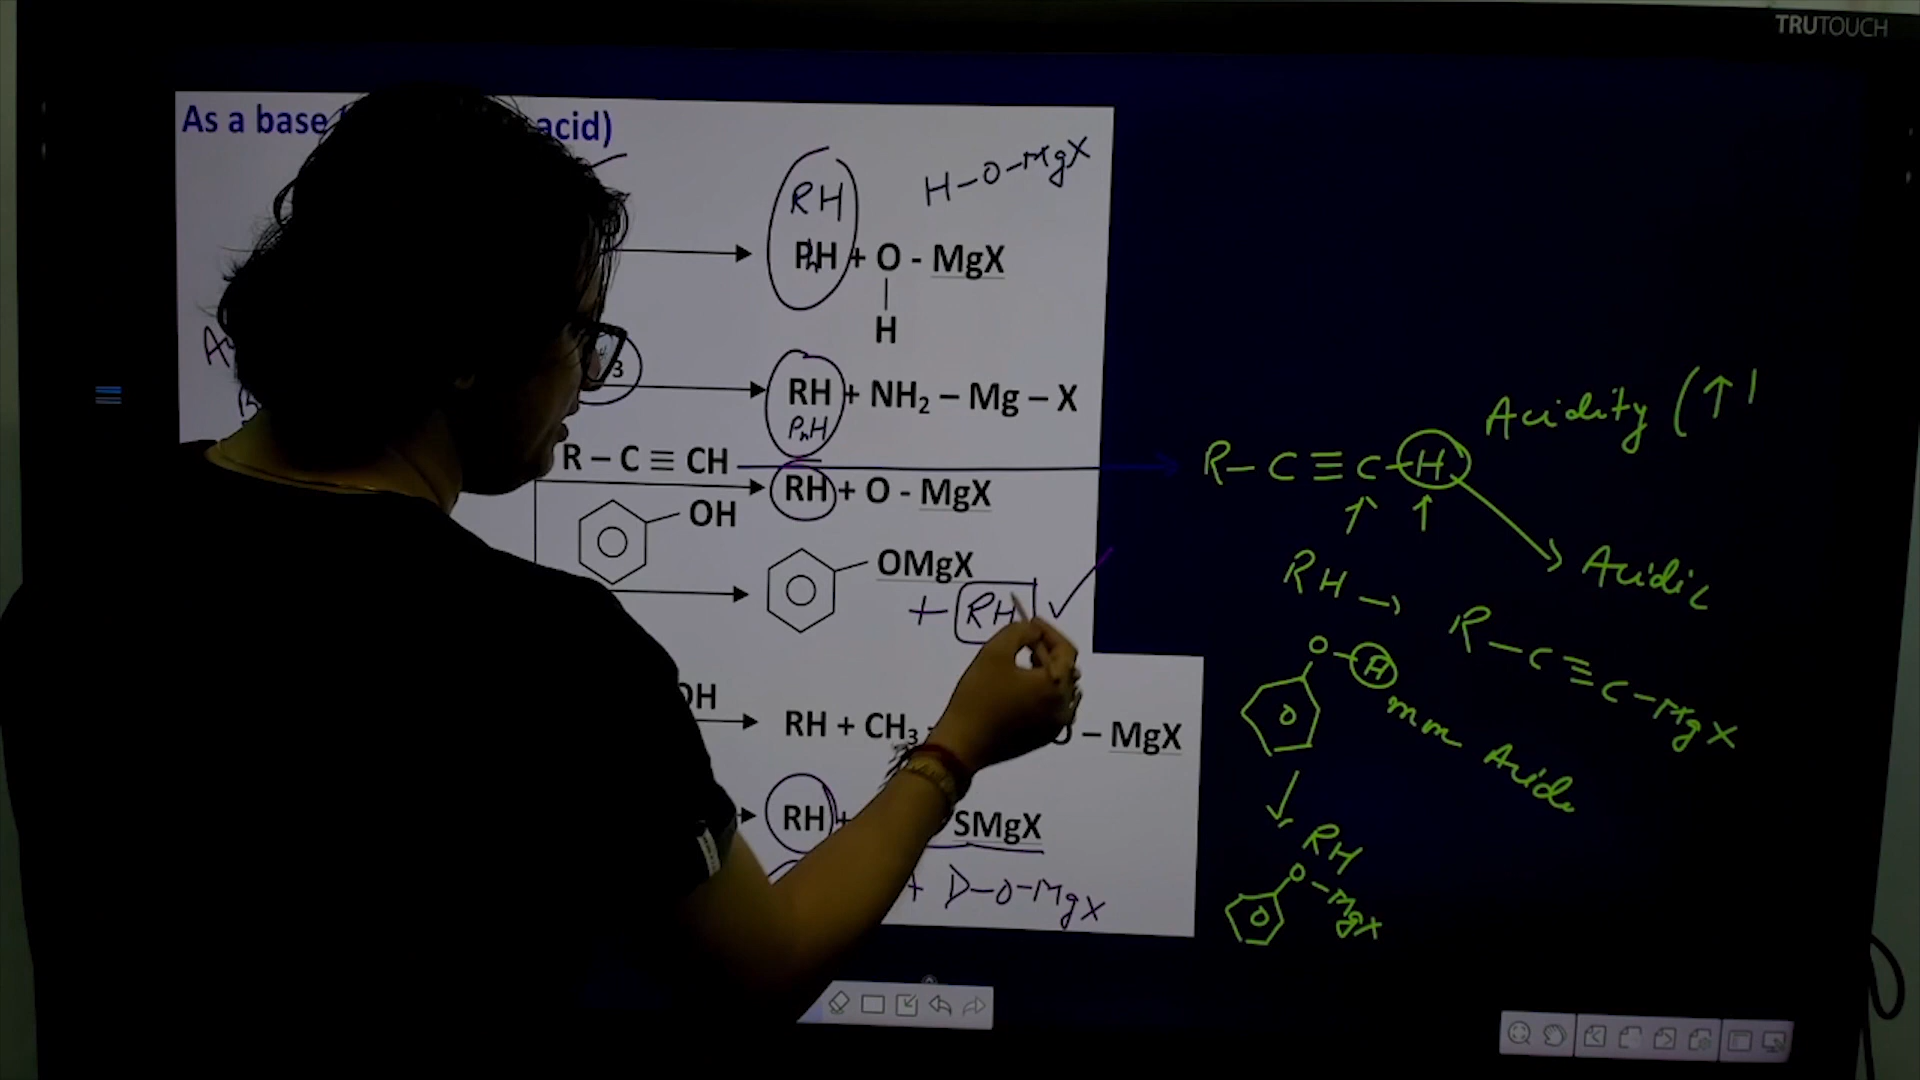 TRUTOUCH
As a base acid)
RH
H-O-MgX
PhH + O - MgX
H
3
RH + NH₂ – Mg – X
PhH
R – C ≡ CH
RH + O - MgX
OH
OMgX
+ RH
OH
RH + CH₃ O – MgX
RH + SMgX
+ D-O-MgX
Acidity (↑)
R-C≡C-H
Acidic
RH →
R-C≡C-MgX
O-H
Acidic
RH
O-MgX